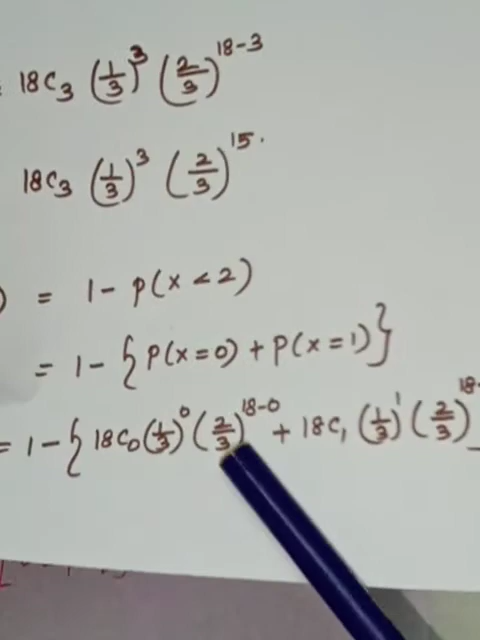 = 18C₃ (1/3)³ (2/3)¹⁸⁻³
18C₃ (1/3)³ (2/3)¹⁵.
) = 1 - P(x < 2)
= 1 - {P(x=0) + P(x=1)}
= 1 - {18C₀ (1/3)⁰ (2/3)¹⁸⁻⁰ + 18C₁ (1/3)¹ (2/3)¹⁸⁻